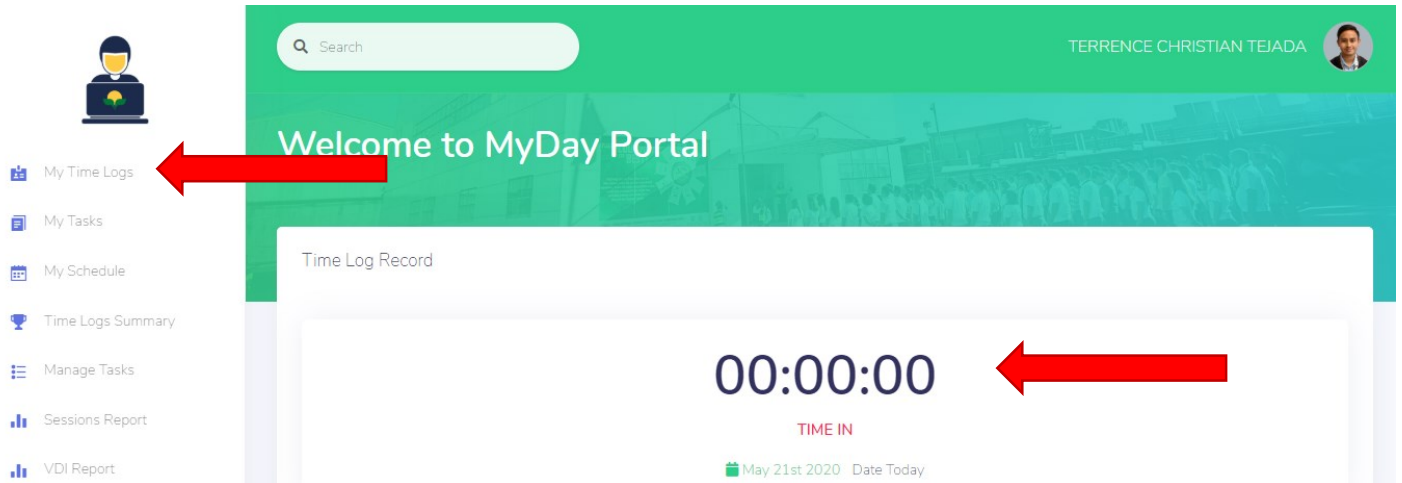 Search
TERRENCE CHRISTIAN TEJADA
Welcome to MyDay Portal
My Time Logs
My Tasks
My Schedule
Time Logs Summary
Manage Tasks
Sessions Report
VDI Report
Time Log Record
00:00:00
TIME IN
May 21st 2020 Date Today